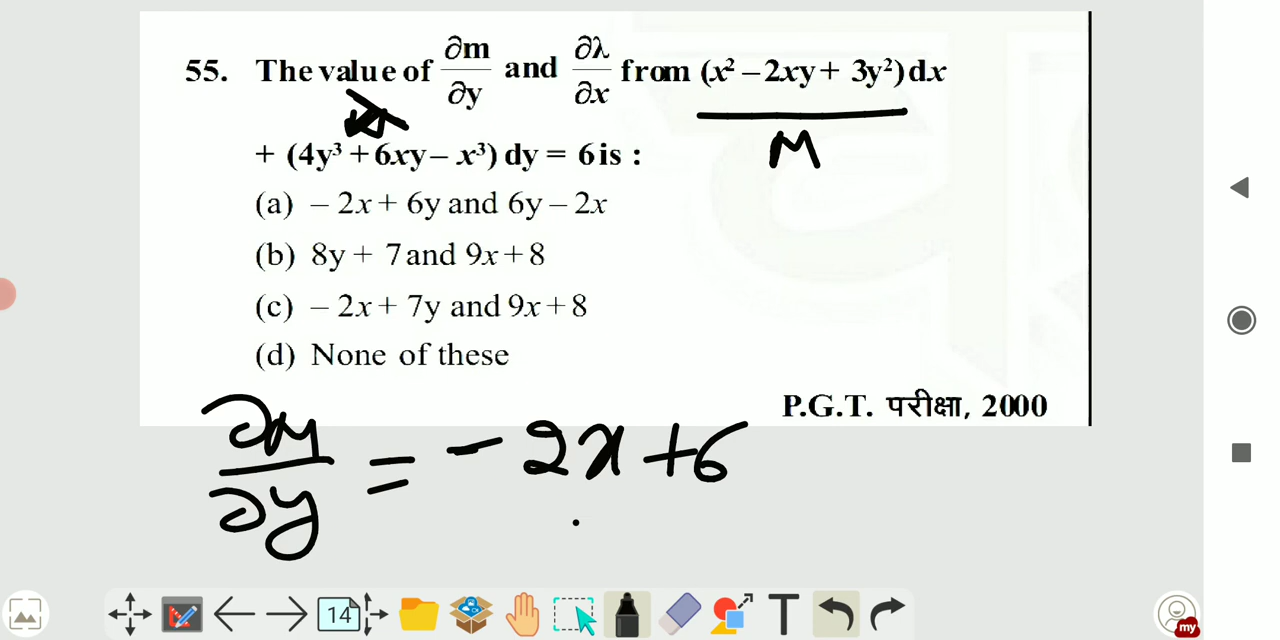 55. The value of ∂m/∂y and ∂λ/∂x from (x² – 2xy + 3y²)dx
M
+ (4y³ + 6xy – x³) dy = 6 is :
(a) – 2x + 6y and 6y – 2x
(b) 8y + 7 and 9x + 8
(c) – 2x + 7y and 9x + 8
(d) None of these
P.G.T. परीक्षा, 2000
∂M/∂y = - 2x + 6
14
T
my